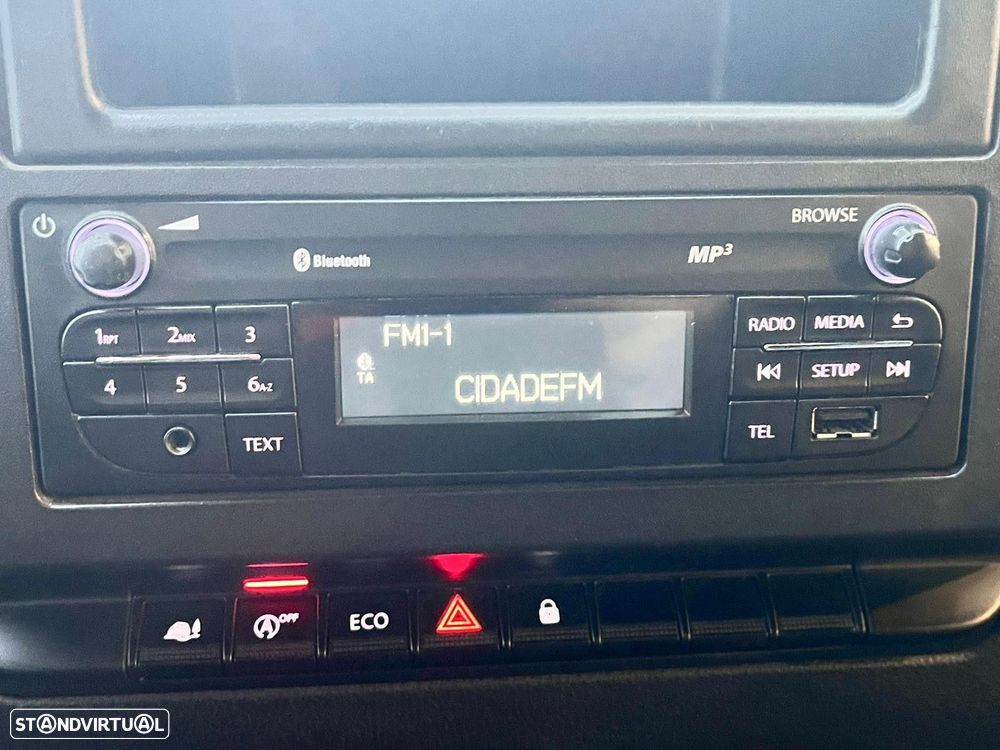 BROWSE
Bluetooth
MP3
1RPT 2MIX 3
FM1-1
RADIO MEDIA
TA
4 5 6A-Z
CIDADEFM
SETUP
TEXT
TEL
OFF
ECO
STANDVIRTUAL